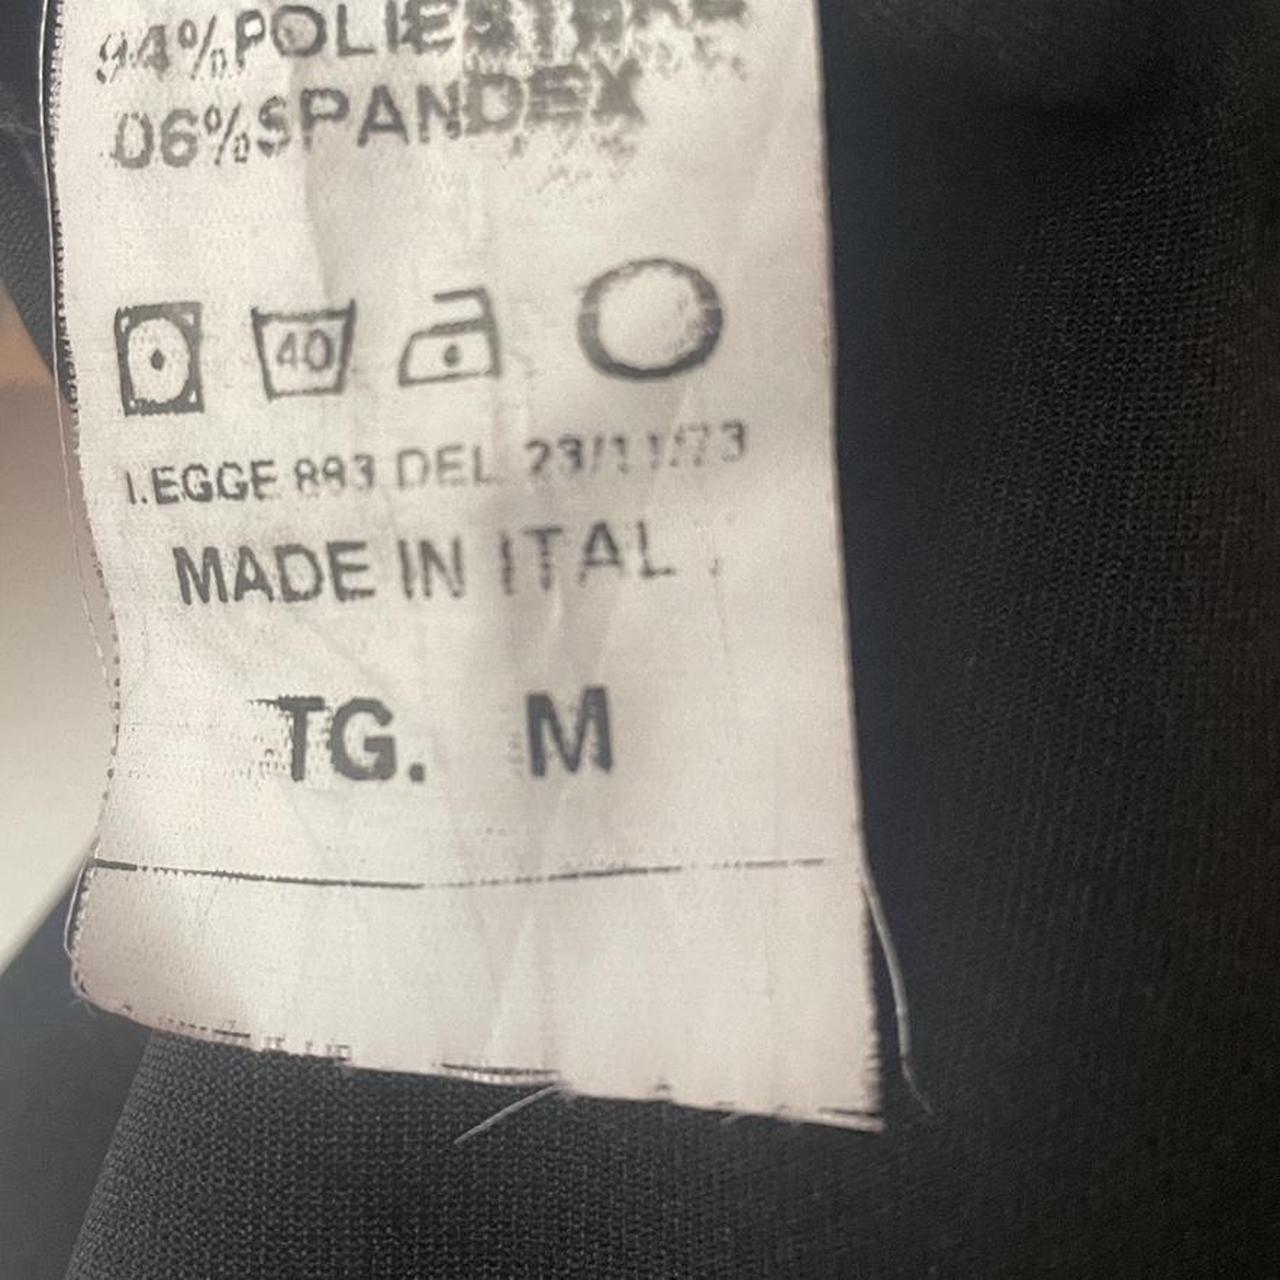 94% POLIESTERE
06% SPANDEX
40
LEGGE 883 DEL 23/11/73
MADE IN ITAL
TG. M